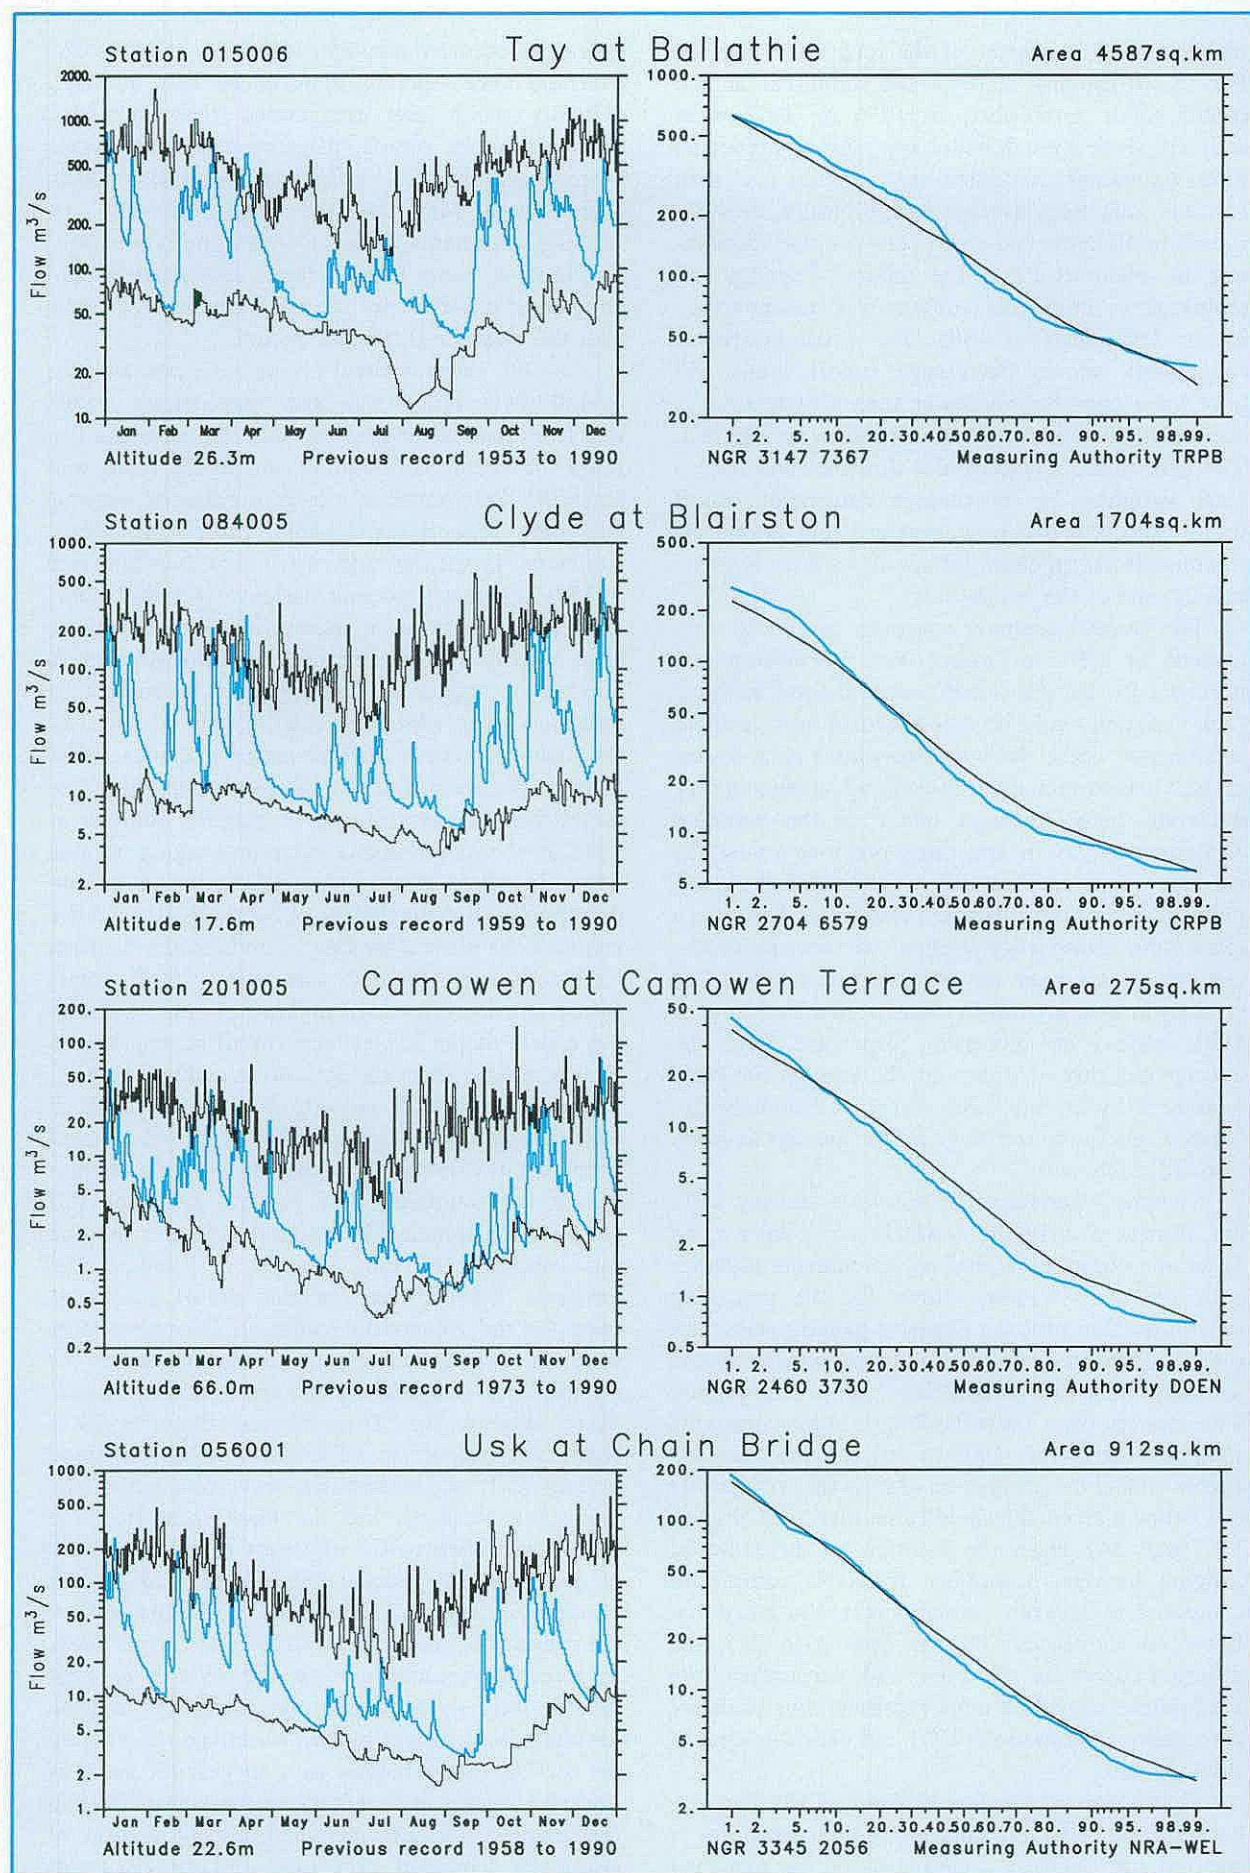 Station 015006 Tay at Ballathie Area 4587sq.km
Flow m³/s
2000.
1000.
500.
200.
100.
50.
20.
10.
Jan Feb Mar Apr May Jun Jul Aug Sep Oct Nov Dec
Altitude 26.3m Previous record 1953 to 1990
1000.
500.
200.
100.
50.
20.
1. 2. 5. 10. 20.30.40.50.60.70.80. 90. 95. 98.99.
NGR 3147 7367 Measuring Authority TRPB
Station 084005 Clyde at Blairston Area 1704sq.km
Flow m³/s
1000.
500.
200.
100.
50.
20.
10.
5.
2.
Jan Feb Mar Apr May Jun Jul Aug Sep Oct Nov Dec
Altitude 17.6m Previous record 1959 to 1990
500.
200.
100.
50.
20.
10.
5.
1. 2. 5. 10. 20.30.40.50.60.70.80. 90. 95. 98.99.
NGR 2704 6579 Measuring Authority CRPB
Station 201005 Camowen at Camowen Terrace Area 275sq.km
Flow m³/s
200.
100.
50.
20.
10.
5.
2.
1.
0.5
0.2
Jan Feb Mar Apr May Jun Jul Aug Sep Oct Nov Dec
Altitude 66.0m Previous record 1973 to 1990
50.
20.
10.
5.
2.
1.
0.5
1. 2. 5. 10. 20.30.40.50.60.70.80. 90. 95. 98.99.
NGR 2460 3730 Measuring Authority DOEN
Station 056001 Usk at Chain Bridge Area 912sq.km
Flow m³/s
1000.
500.
200.
100.
50.
20.
10.
5.
2.
1.
Jan Feb Mar Apr May Jun Jul Aug Sep Oct Nov Dec
Altitude 22.6m Previous record 1958 to 1990
200.
100.
50.
20.
10.
5.
2.
1. 2. 5. 10. 20.30.40.50.60.70.80. 90. 95. 98.99.
NGR 3345 2056 Measuring Authority NRA-WEL